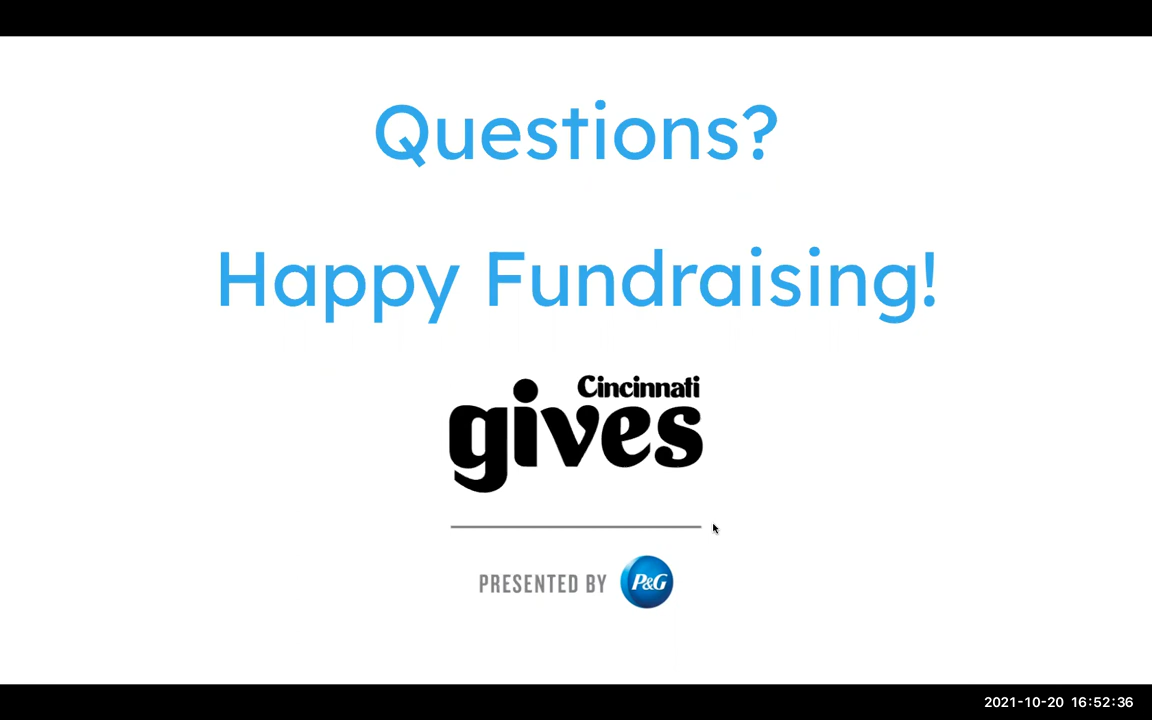 Questions?
Happy Fundraising!
Cincinnati
gives
PRESENTED BY P&G
2021-10-20 16:52:36